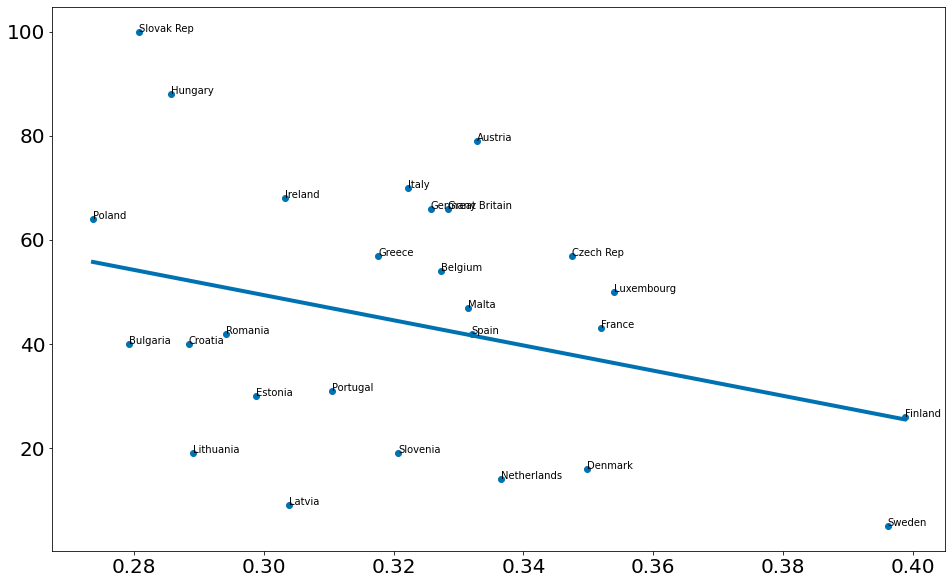 100
80
60
40
20
Slovak Rep
Hungary
Austria
Italy
Ireland
Germany
Great Britain
Poland
Greece
Czech Rep
Belgium
Luxembourg
Malta
France
Spain
Romania
Bulgaria
Croatia
Portugal
Estonia
Finland
Lithuania
Slovenia
Denmark
Netherlands
Latvia
Sweden
0.28
0.30
0.32
0.34
0.36
0.38
0.40